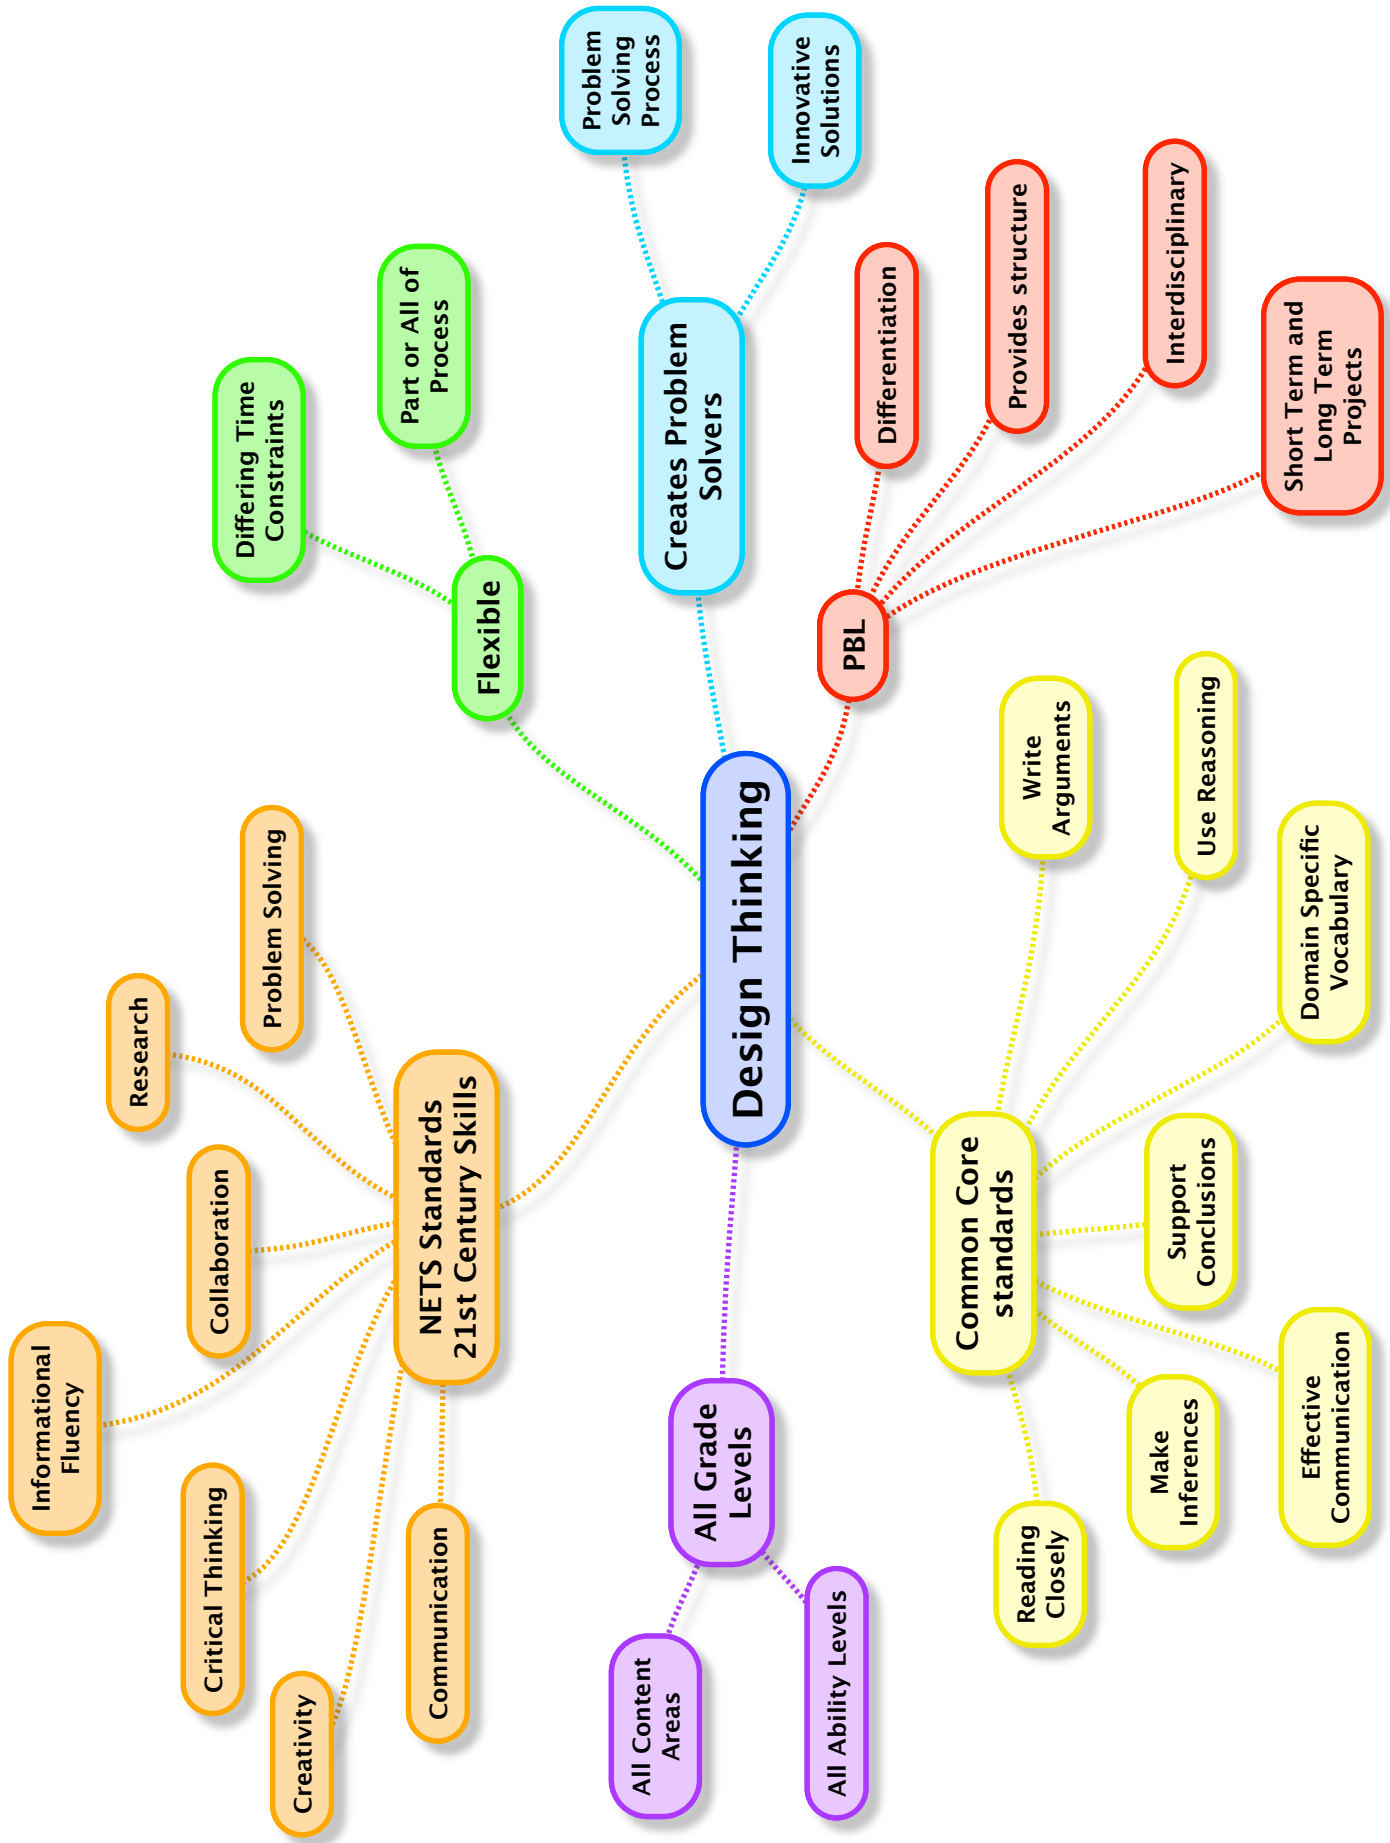 Design Thinking
NETS Standards
21st Century Skills
Problem Solving
Research
Collaboration
Informational
Fluency
Critical Thinking
Creativity
Communication
Flexible
Differing Time
Constraints
Part or All of
Process
Creates Problem
Solvers
Problem
Solving
Process
Innovative
Solutions
PBL
Differentiation
Provides structure
Interdisciplinary
Short Term and
Long Term
Projects
Common Core
standards
Write
Arguments
Use Reasoning
Domain Specific
Vocabulary
Support
Conclusions
Effective
Communication
Make
Inferences
Reading
Closely
All Grade
Levels
All Content
Areas
All Ability Levels